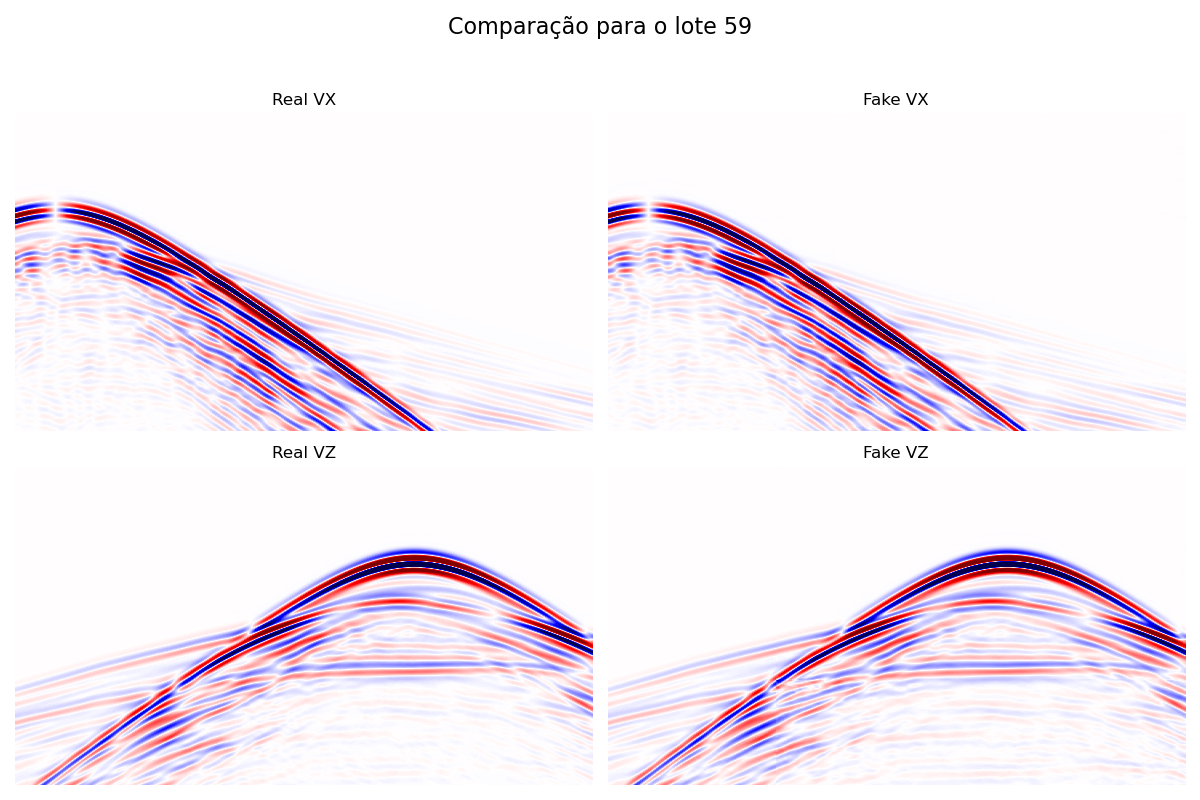 Comparação para o lote 59
Real VX
Fake VX
Real VZ
Fake VZ